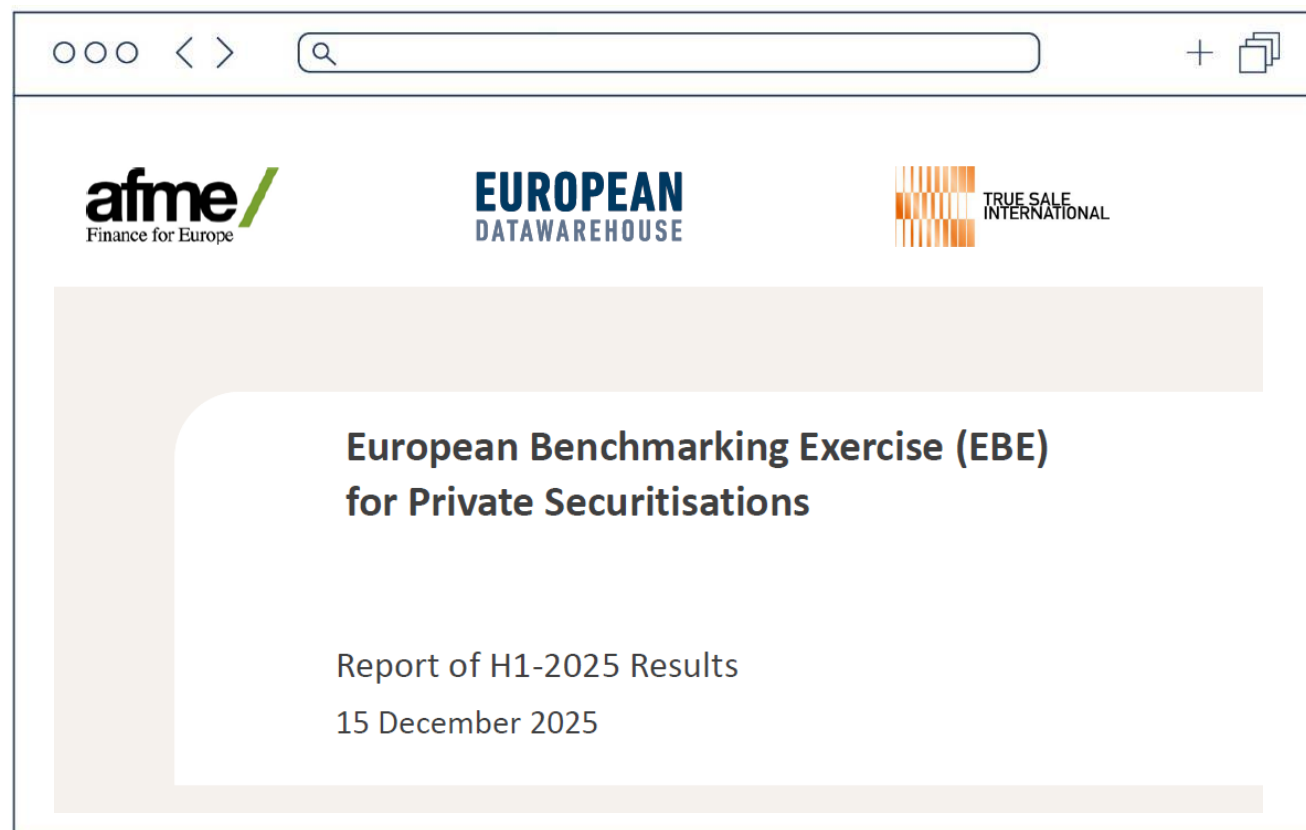 afme/
Finance for Europe
EUROPEAN
DATAWAREHOUSE
TRUE SALE
INTERNATIONAL
European Benchmarking Exercise (EBE)
for Private Securitisations
Report of H1-2025 Results
15 December 2025